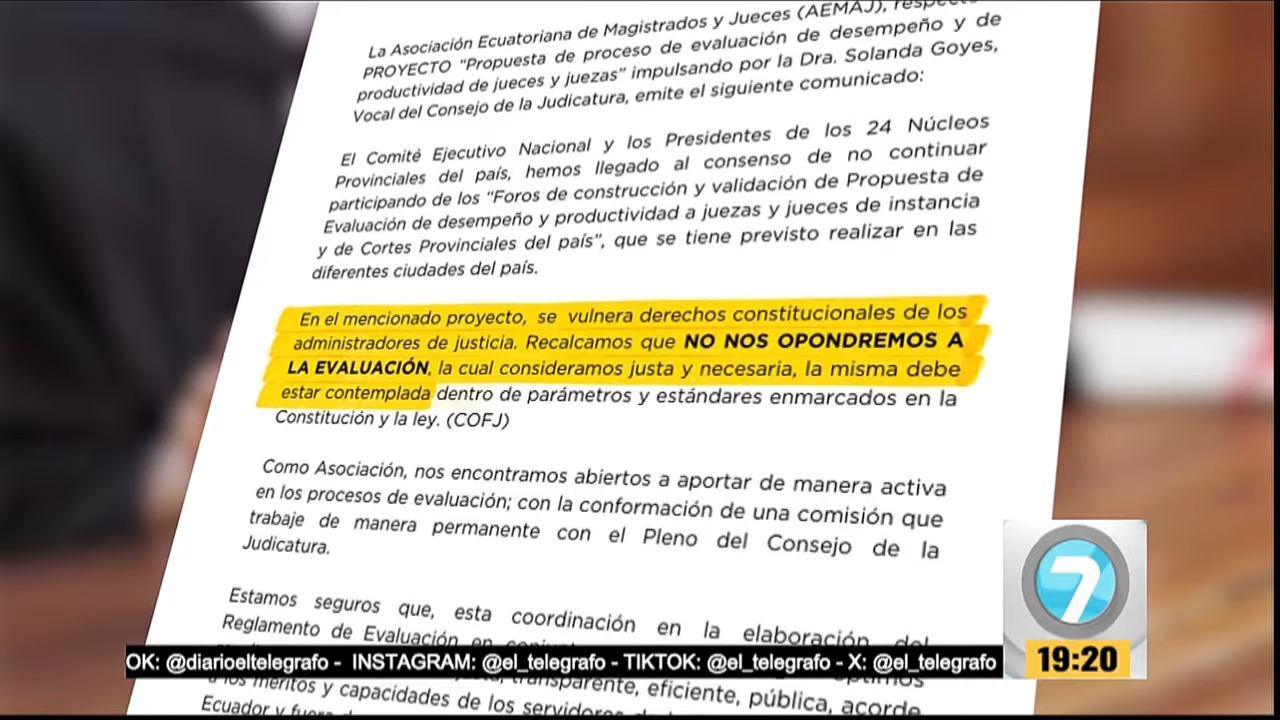 La Asociación Ecuatoriana de Magistrados y Jueces (AEMAJ),
PROYECTO “Propuesta de proceso de evaluación de desempeño y de
productividad de jueces y juezas” impulsando por la Dra. Solanda Goyes,
Vocal del Consejo de la Judicatura, emite el siguiente comunicado:
El Comité Ejecutivo Nacional y los Presidentes de los 24 Núcleos
Provinciales del país, hemos llegado al consenso de no continuar
participando de los “Foros de construcción y validación de Propuesta de
Evaluación de desempeño y productividad a juezas y jueces de instancia
y de Cortes Provinciales del país”, que se tiene previsto realizar en las
diferentes ciudades del país.
En el mencionado proyecto, se vulnera derechos constitucionales de los
administradores de justicia. Recalcamos que NO NOS OPONDREMOS A
LA EVALUACIÓN, la cual consideramos justa y necesaria, la misma debe
estar contemplada dentro de parámetros y estándares enmarcados en la
Constitución y la ley. (COFJ)
Como Asociación, nos encontramos abiertos a aportar de manera activa
en los procesos de evaluación; con la conformación de una comisión que
trabaje de manera permanente con el Pleno del Consejo de la
Judicatura.
Estamos seguros que, esta coordinación en la elaboración del
Reglamento de Evaluación en
OK: @diarioeltelegrafo - INSTAGRAM: @el_telegrafo - TIKTOK: @el_telegrafo - X: @el_telegrafo
transparente, eficiente, pública, acorde
a los méritos y capacidades de los servidores
Ecuador y
7
19:20